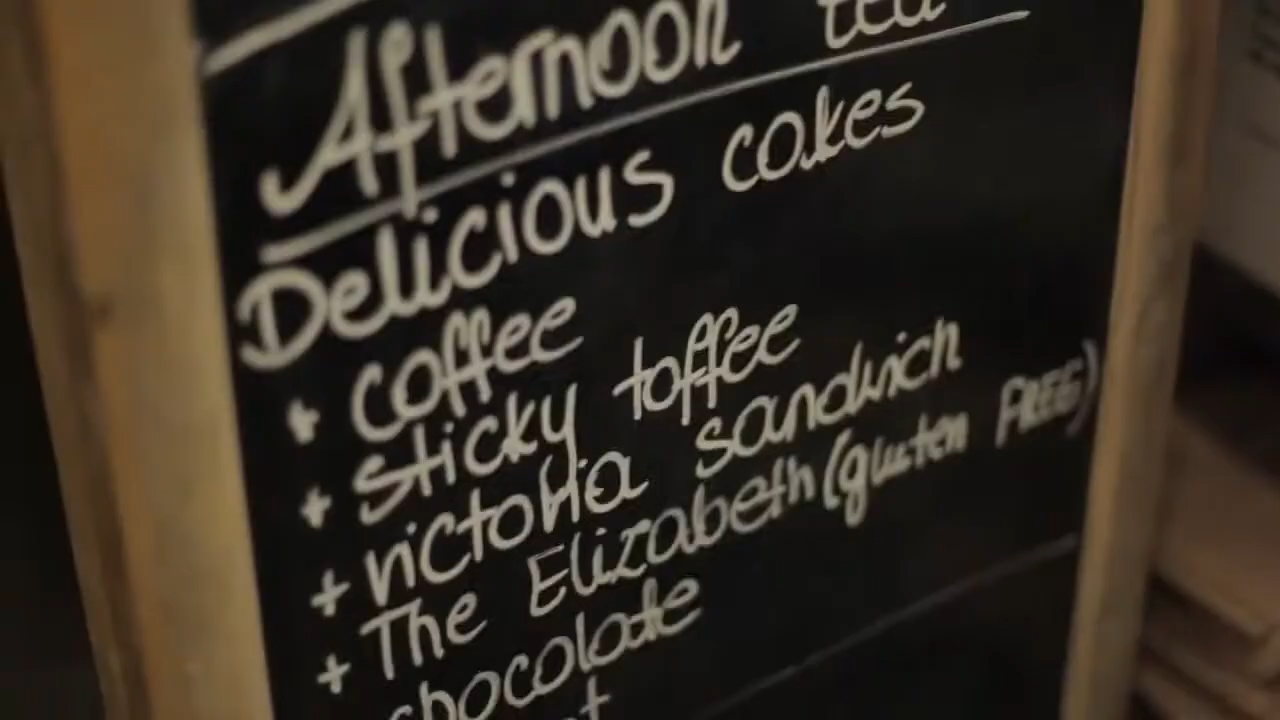 Afternoon tea
Delicious cakes
+ coffee
+ sticky toffee
+ victoria sandwich
+ The Elizabeth (gluten FREE)
chocolate